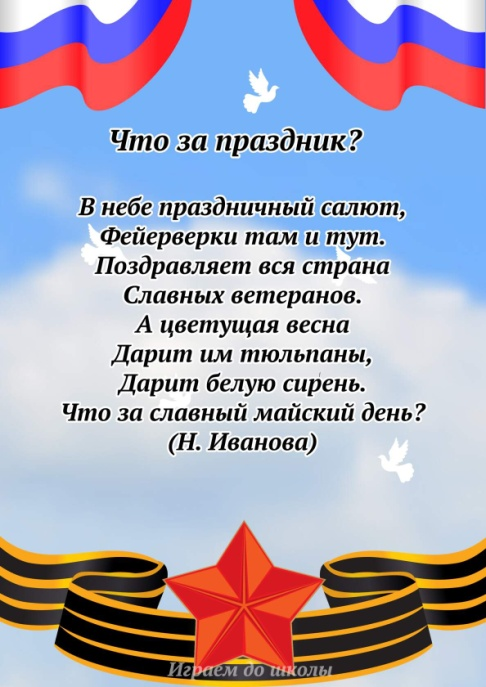 Что за праздник?
В небе праздничный салют,
Фейерверки там и тут.
Поздравляет вся страна
Славных ветеранов.
А цветущая весна
Дарит им тюльпаны,
Дарит белую сирень.
Что за славный майский день?
(Н. Иванова)
Играем до школы